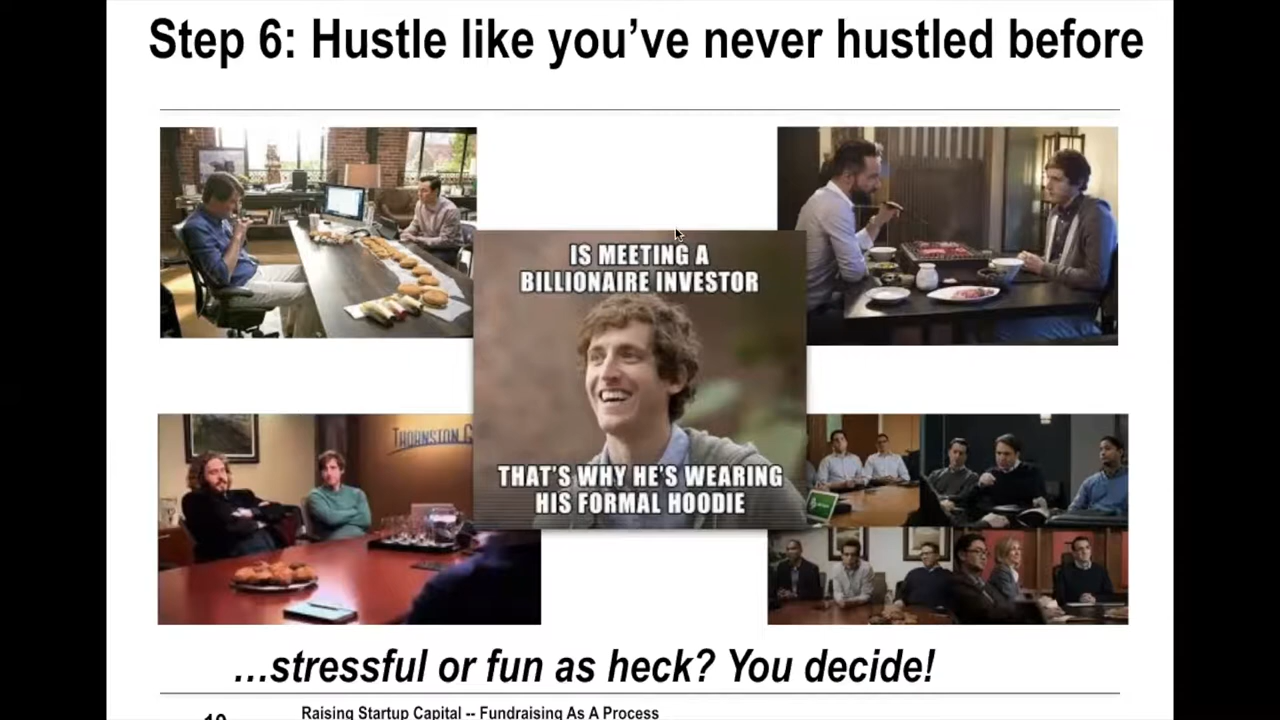 Step 6: Hustle like you've never hustled before
IS MEETING A
BILLIONAIRE INVESTOR
THORNSTON
THAT'S WHY HE'S WEARING
HIS FORMAL HOODIE
...stressful or fun as heck? You decide!
Raising Startup Capital -- Fundraising As A Process